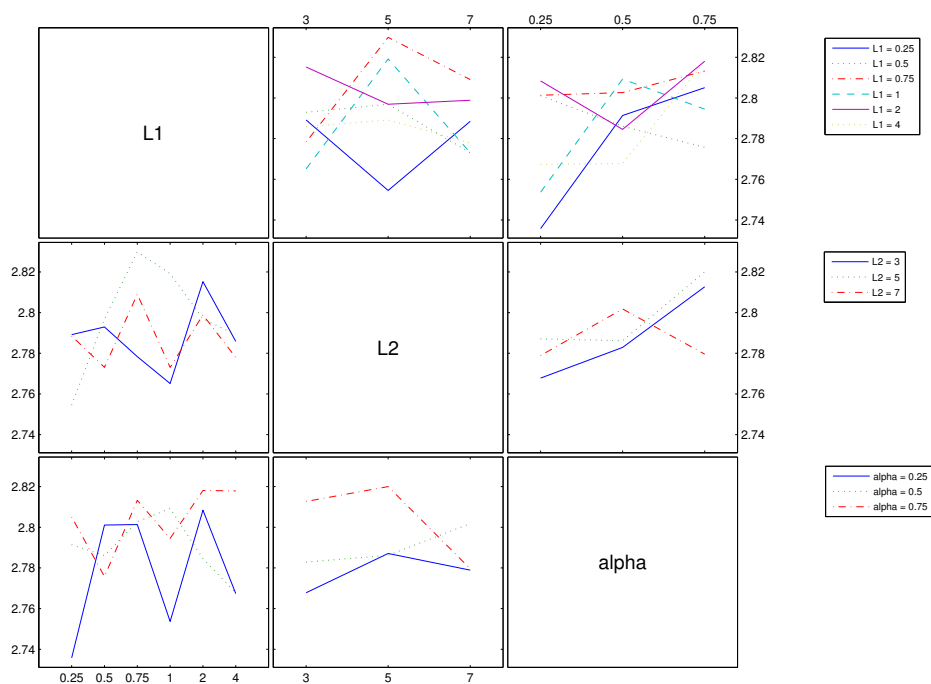 3 5 7 0.25 0.5 0.75
L1
2.82
2.8
2.78
2.76
2.74
L1 = 0.25
L1 = 0.5
L1 = 0.75
L1 = 1
L1 = 2
L1 = 4
2.82
2.8
2.78
2.76
2.74
L2
2.82
2.8
2.78
2.76
2.74
L2 = 3
L2 = 5
L2 = 7
2.82
2.8
2.78
2.76
2.74
alpha
alpha = 0.25
alpha = 0.5
alpha = 0.75
0.25 0.5 0.75 1 2 4 3 5 7